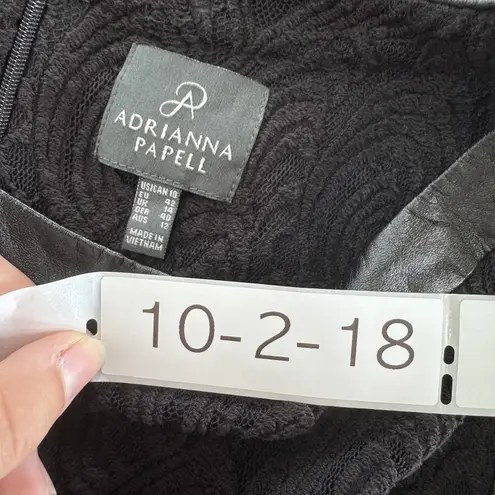 ADRIANNA
PAPELL
US|CAN 10
EU 42
UK 14
GER 40
AUS 12
MADE IN
VIETNAM
10-2-18